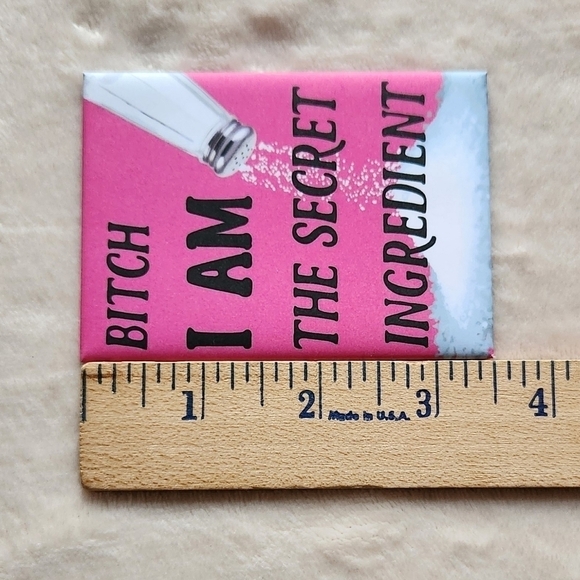 BITCH
I AM
THE SECRET
INGREDIENT
1 2 3 4
Made in U.S.A.